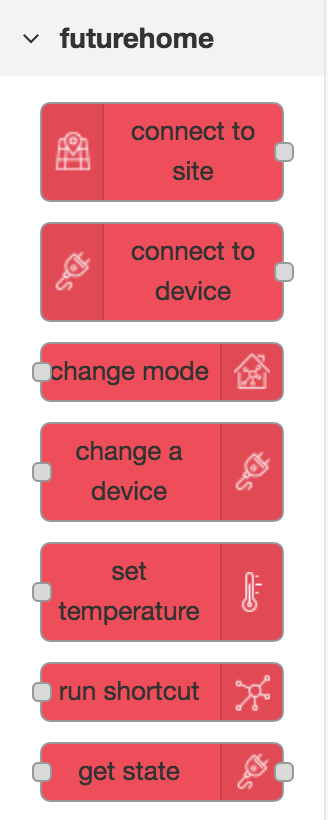 futurehome
connect to
site
connect to
device
change mode
change a
device
set
temperature
run shortcut
get state